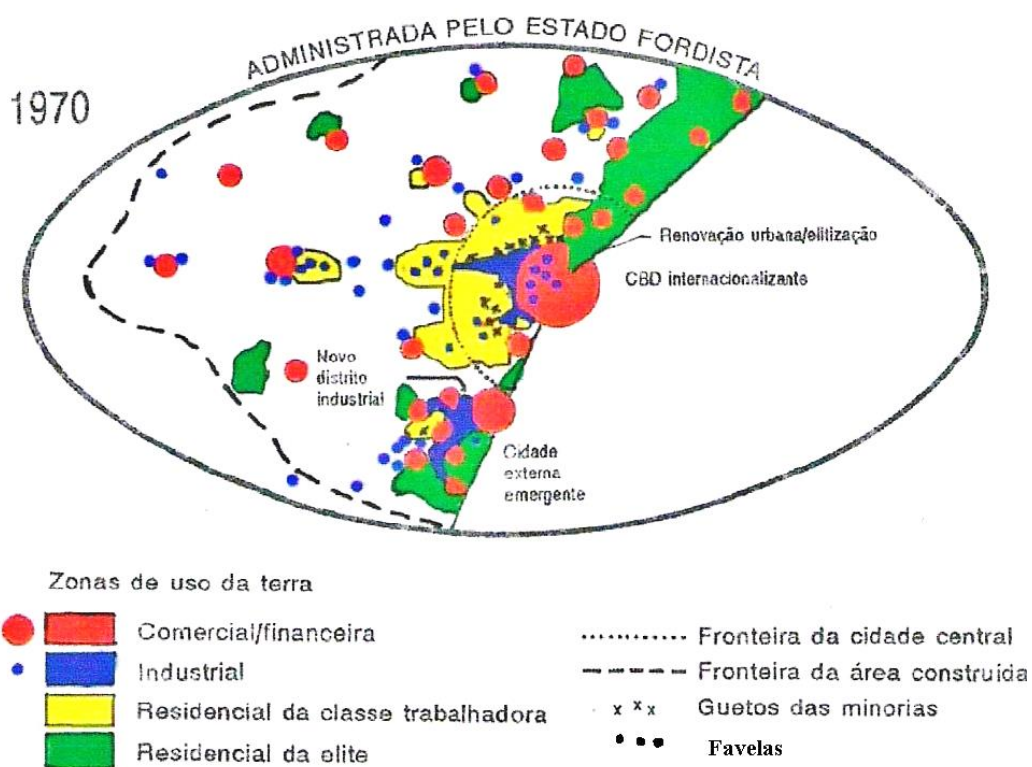 ADMINISTRADA PELO ESTADO FORDISTA
1970
Renovação urbana/elitização
CBD internacionalizante
Novo
distrito
industrial
Cidade
externa
emergente
Zonas de uso da terra
Comercial/financeira
Industrial
Residencial da classe trabalhadora
Residencial da elite
Fronteira da cidade central
Fronteira da área construída
Guetos das minorias
Favelas